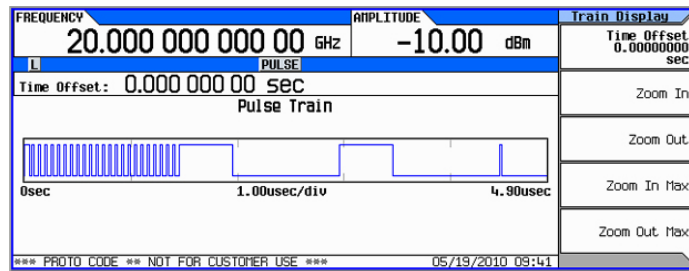 FREQUENCY
20.000 000 000 00 GHz
AMPLITUDE
-10.00 dBm
L
PULSE
Time Offset: 0.000 000 00 sec
Pulse Train
0sec
1.00usec/div
4.90usec
*** PROTO CODE ** NOT FOR CUSTOMER USE ***
05/19/2010 09:41
Train Display
Time Offset
0.00000000
sec
Zoom In
Zoom Out
Zoom In Max
Zoom Out Max